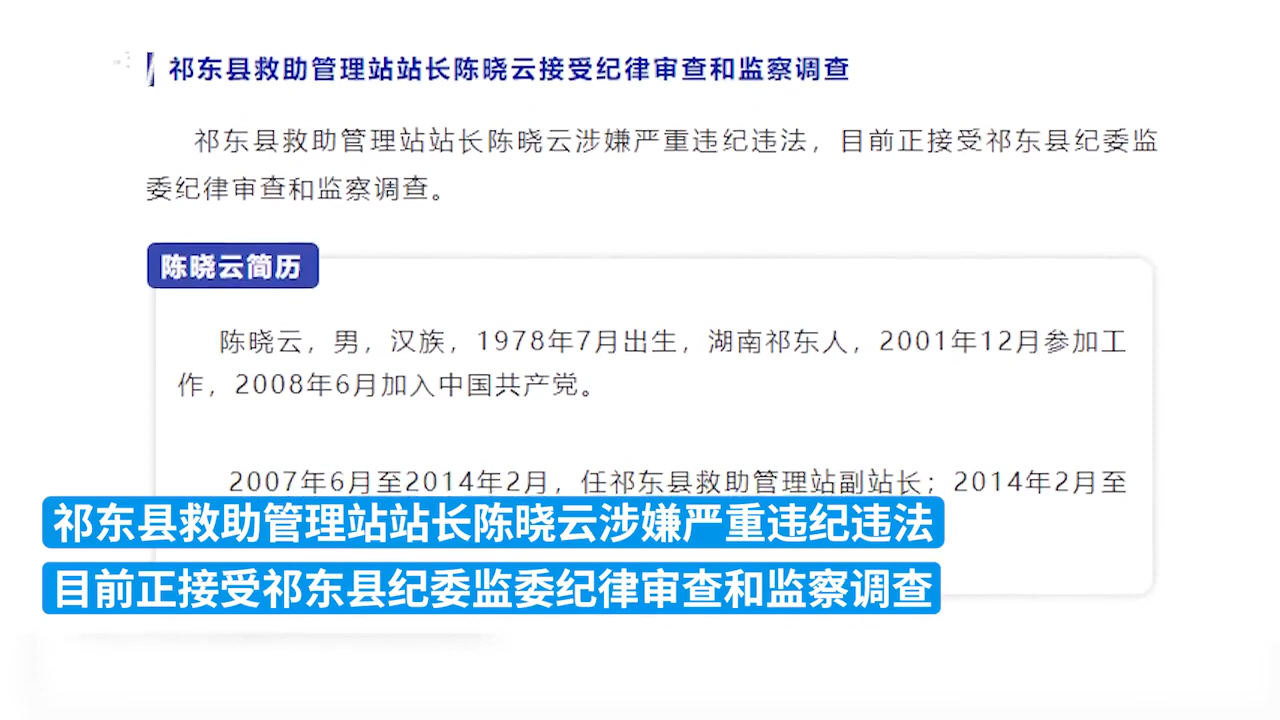 祁东县救助管理站站长陈晓云接受纪律审查和监察调查
祁东县救助管理站站长陈晓云涉嫌严重违纪违法，目前正接受祁东县纪委监
委纪律审查和监察调查。
陈晓云简历
陈晓云，男，汉族，1978年7月出生，湖南祁东人，2001年12月参加工
作，2008年6月加入中国共产党。
2007年6月至2014年2月，任祁东县救助管理站副站长；2014年2月至
祁东县救助管理站站长陈晓云涉嫌严重违纪违法
目前正接受祁东县纪委监委纪律审查和监察调查